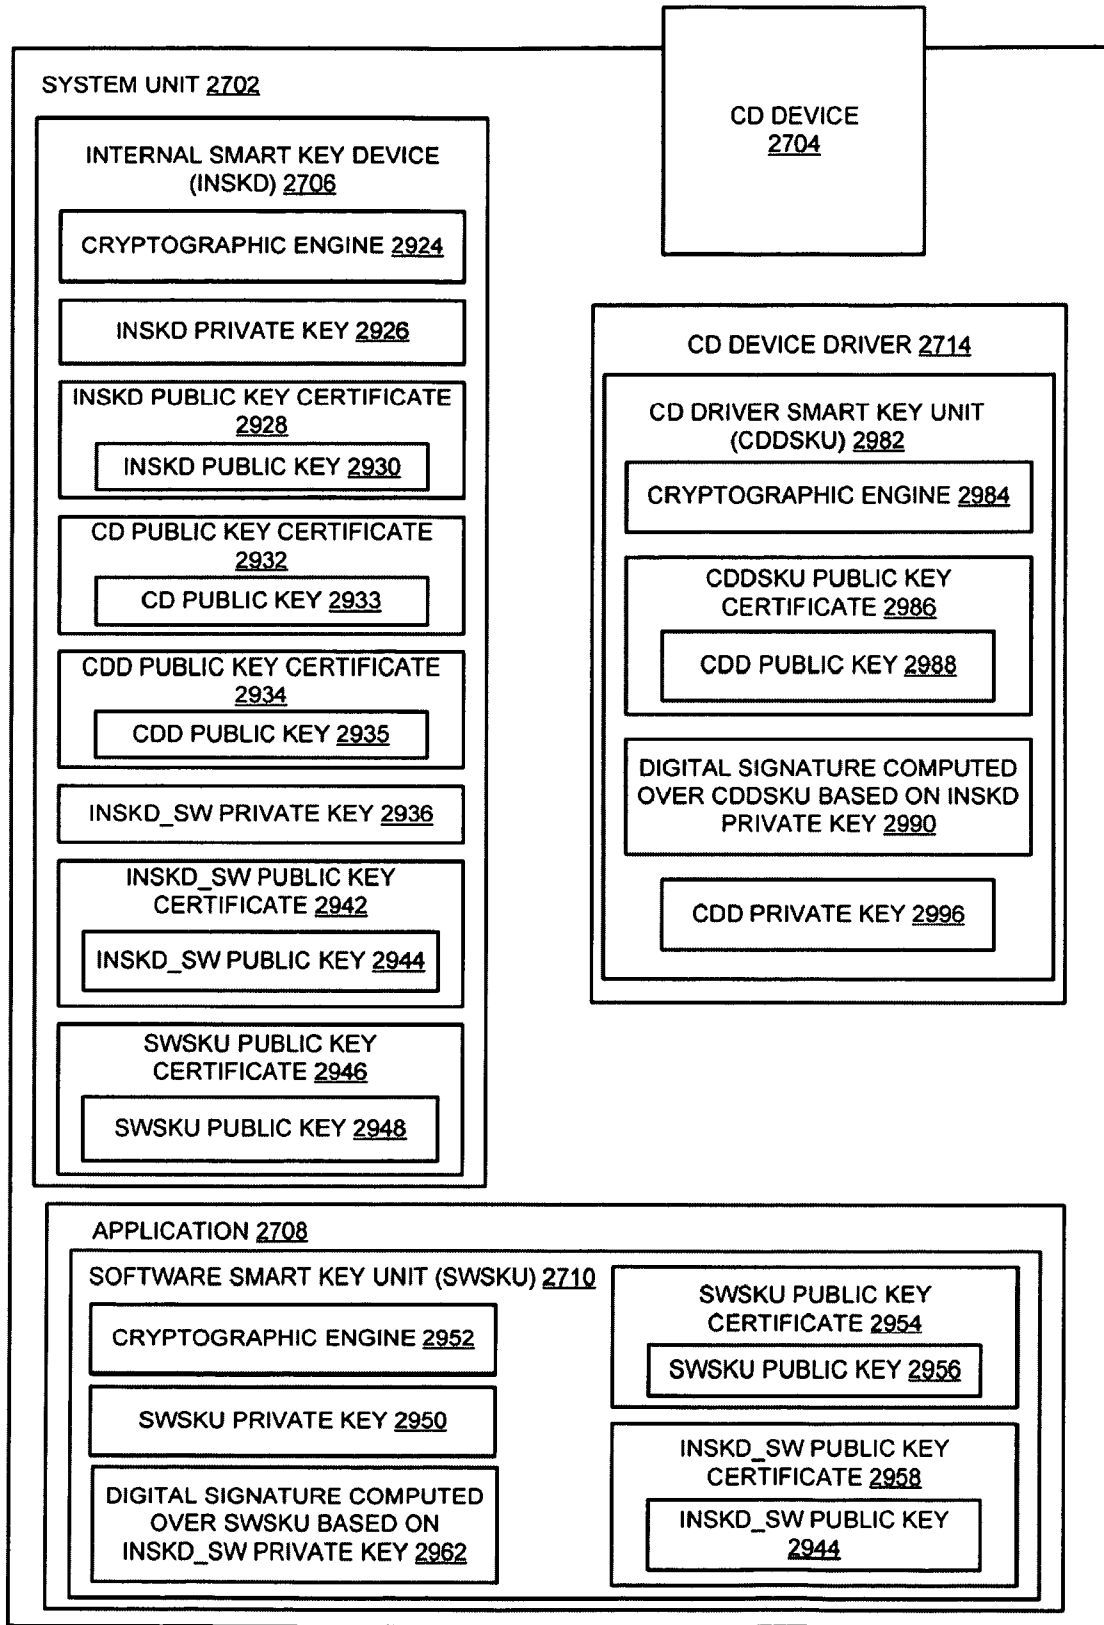 SYSTEM UNIT 2702
CD DEVICE
2704
INTERNAL SMART KEY DEVICE
(INSKD) 2706
CRYPTOGRAPHIC ENGINE 2924
INSKD PRIVATE KEY 2926
INSKD PUBLIC KEY CERTIFICATE
2928
INSKD PUBLIC KEY 2930
CD PUBLIC KEY CERTIFICATE
2932
CD PUBLIC KEY 2933
CDD PUBLIC KEY CERTIFICATE
2934
CDD PUBLIC KEY 2935
INSKD_SW PRIVATE KEY 2936
INSKD_SW PUBLIC KEY
CERTIFICATE 2942
INSKD_SW PUBLIC KEY 2944
SWSKU PUBLIC KEY
CERTIFICATE 2946
SWSKU PUBLIC KEY 2948
CD DEVICE DRIVER 2714
CD DRIVER SMART KEY UNIT
(CDDSKU) 2982
CRYPTOGRAPHIC ENGINE 2984
CDDSKU PUBLIC KEY
CERTIFICATE 2986
CDD PUBLIC KEY 2988
DIGITAL SIGNATURE COMPUTED
OVER CDDSKU BASED ON INSKD
PRIVATE KEY 2990
CDD PRIVATE KEY 2996
APPLICATION 2708
SOFTWARE SMART KEY UNIT (SWSKU) 2710
CRYPTOGRAPHIC ENGINE 2952
SWSKU PRIVATE KEY 2950
DIGITAL SIGNATURE COMPUTED
OVER SWSKU BASED ON
INSKD_SW PRIVATE KEY 2962
SWSKU PUBLIC KEY
CERTIFICATE 2954
SWSKU PUBLIC KEY 2956
INSKD_SW PUBLIC KEY
CERTIFICATE 2958
INSKD_SW PUBLIC KEY
2944